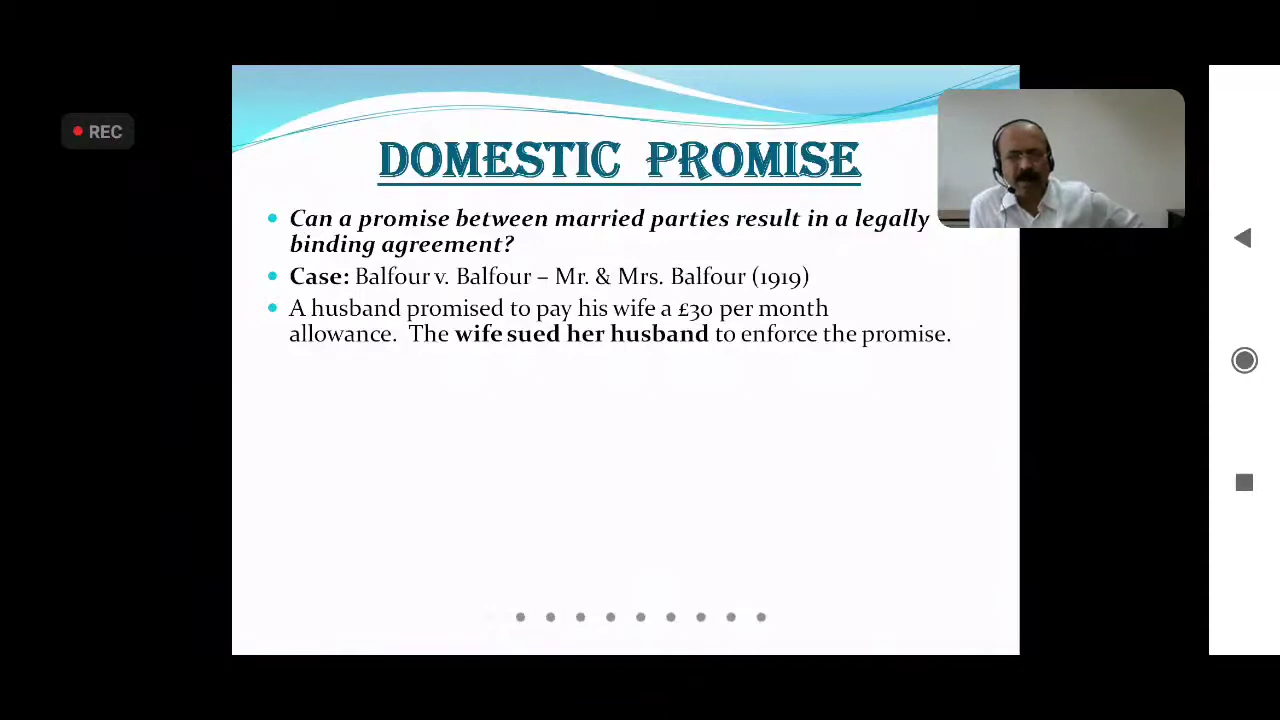 REC
DOMESTIC PROMISE
Can a promise between married parties result in a legally
binding agreement?
Case: Balfour v. Balfour – Mr. & Mrs. Balfour (1919)
A husband promised to pay his wife a £30 per month
allowance. The wife sued her husband to enforce the promise.